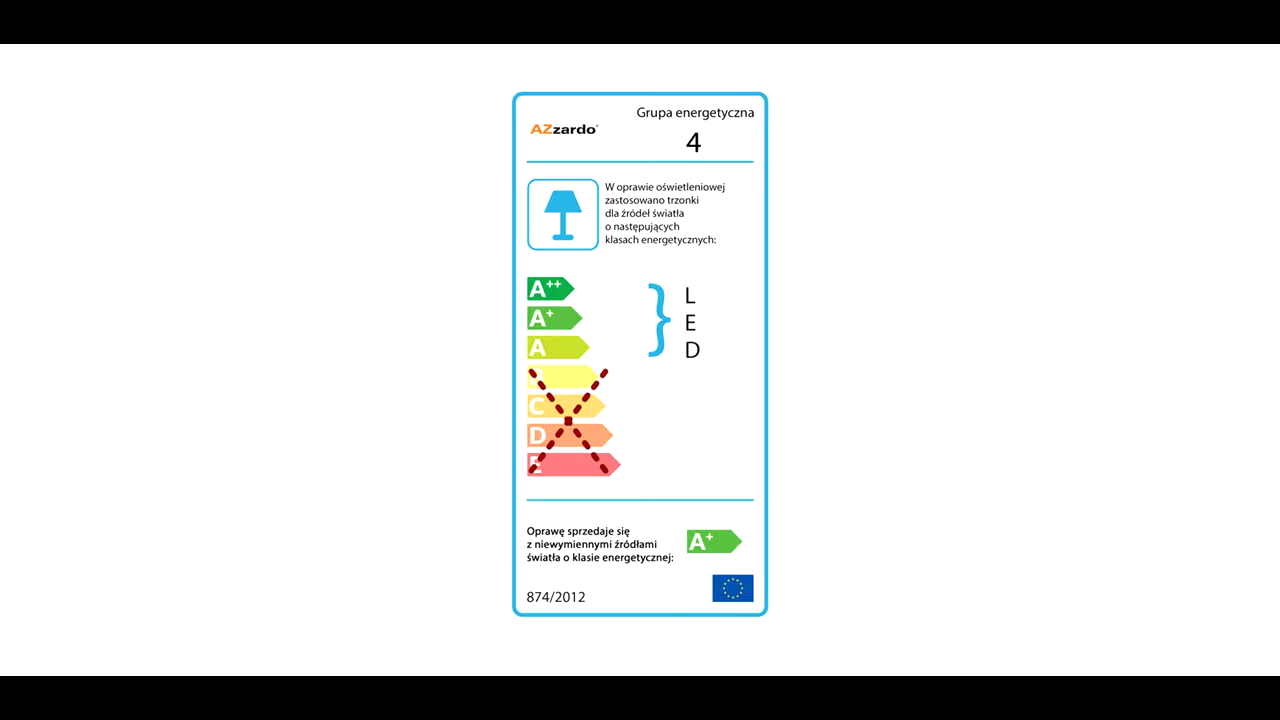 Grupa energetyczna
AZzardo®
4
W oprawie oświetleniowej
zastosowano trzonki
dla źródeł światła
o następujących
klasach energetycznych:
A++
A+
A
C
D
E
L
E
D
Oprawę sprzedaje się
z niewymiennymi źródłami
światła o klasie energetycznej:
A+
874/2012